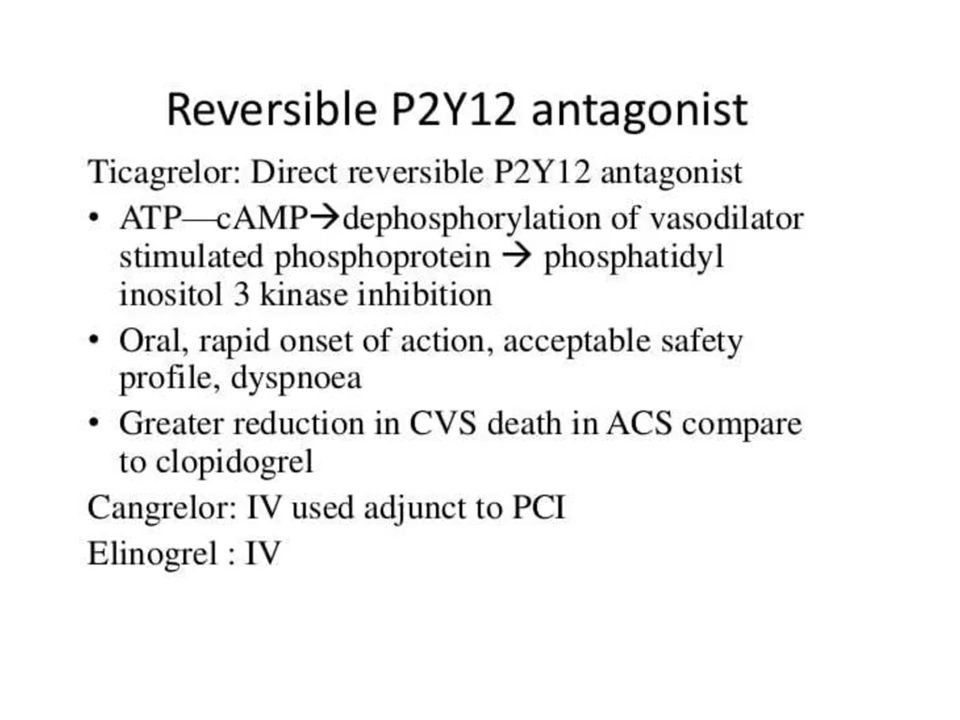 Reversible P2Y12 antagonist
Ticagrelor: Direct reversible P2Y12 antagonist
• ATP—cAMP→dephosphorylation of vasodilator
stimulated phosphoprotein → phosphatidyl
inositol 3 kinase inhibition
• Oral, rapid onset of action, acceptable safety
profile, dyspnoea
• Greater reduction in CVS death in ACS compare
to clopidogrel
Cangrelor: IV used adjunct to PCI
Elinogrel : IV